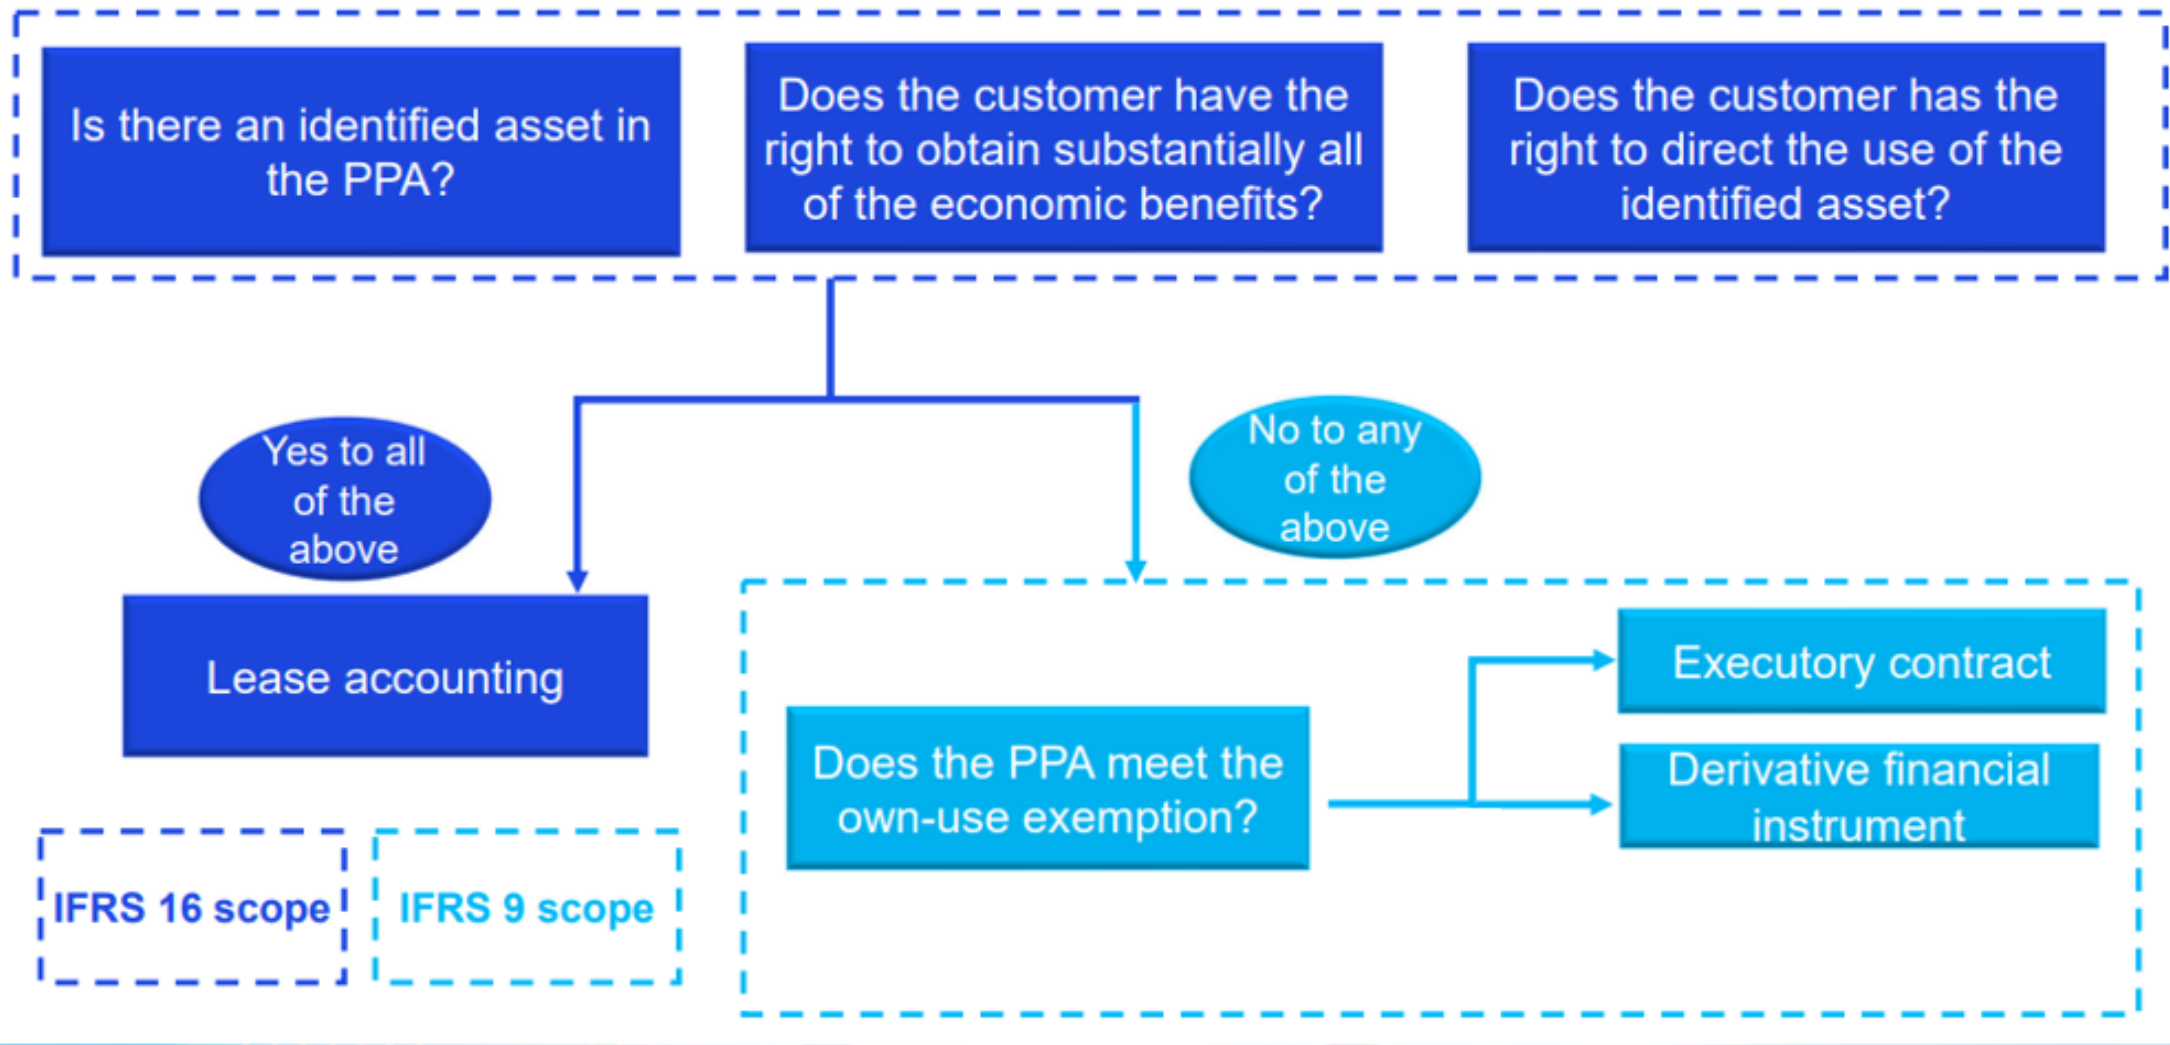 Is there an identified asset in
the PPA?
Does the customer have the
right to obtain substantially all
of the economic benefits?
Does the customer has the
right to direct the use of the
identified asset?
Yes to all
of the
above
No to any
of the
above
Lease accounting
Does the PPA meet the
own-use exemption?
Executory contract
Derivative financial
instrument
IFRS 16 scope
IFRS 9 scope